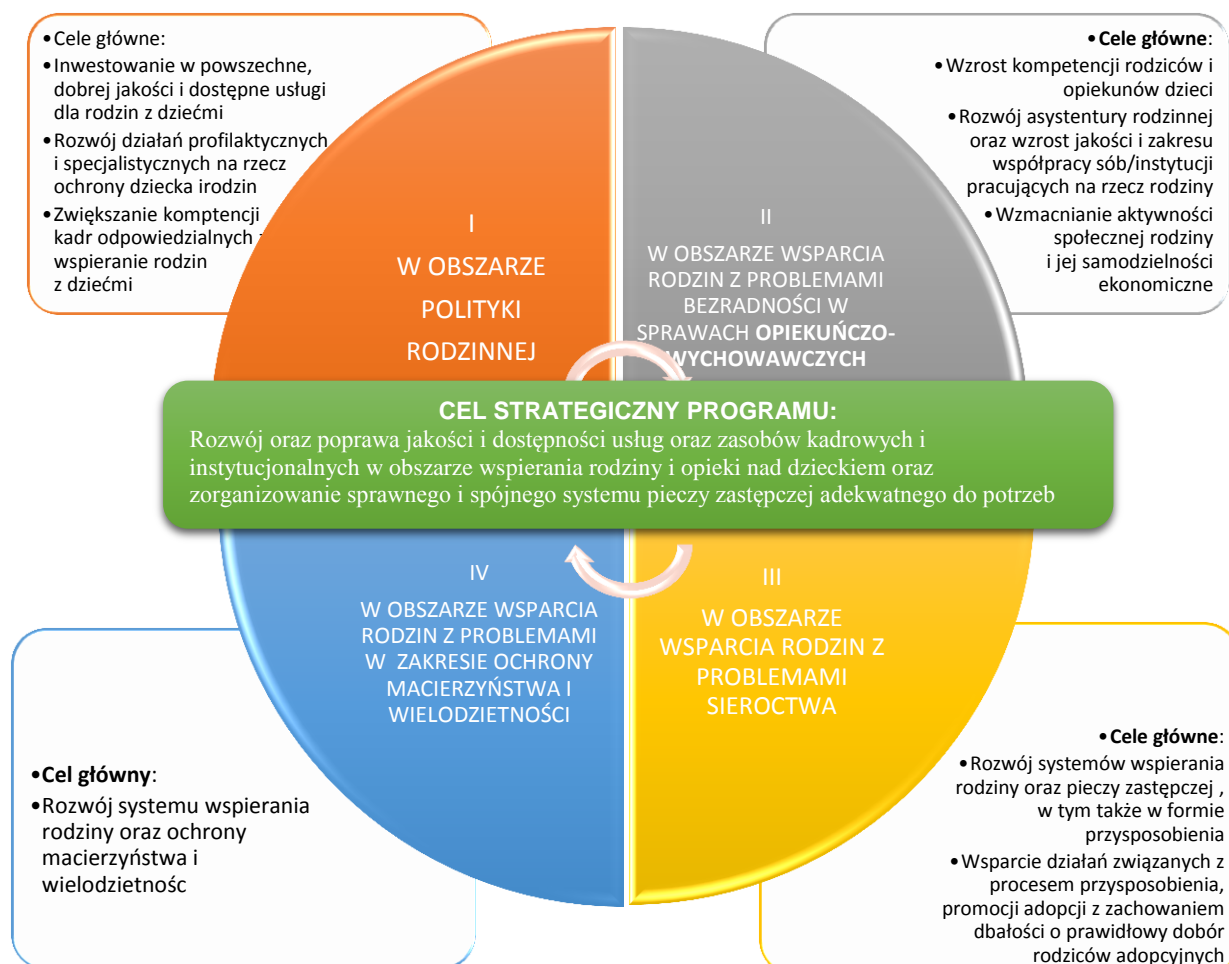 •Cele główne:
•Inwestowanie w powszechne,
dobrej jakości i dostępne usługi
dla rodzin z dziećmi
•Rozwój działań profilaktycznych
i specjalistycznych na rzecz
ochrony dziecka irodzin
•Zwiększanie komptencji
kadr odpowiedzialnych
wspieranie rodzin
z dziećmi
•Cele główne:
•Wzrost kompetencji rodziców i
opiekunów dzieci
•Rozwój asystentury rodzinnej
oraz wzrost jakości i zakresu
współpracy sób/instytucji
pracujących na rzecz rodziny
•Wzmacnianie aktywności
społecznej rodziny
i jej samodzielności
ekonomiczne
I
W OBSZARZE
POLITYKI
RODZINNEJ
II
W OBSZARZE WSPARCIA
RODZIN Z PROBLEMAMI
BEZRADNOŚCI W
SPRAWACH OPIEKUŃCZO-
WYCHOWAWCZYCH
CEL STRATEGICZNY PROGRAMU:
Rozwój oraz poprawa jakości i dostępności usług oraz zasobów kadrowych i
instytucjonalnych w obszarze wspierania rodziny i opieki nad dzieckiem oraz
zorganizowanie sprawnego i spójnego systemu pieczy zastępczej adekwatnego do potrzeb
IV
W OBSZARZE WSPARCIA
RODZIN Z PROBLEMAMI
W ZAKRESIE OCHRONY
MACIERZYŃSTWA I
WIELODZIETNOŚCI
III
W OBSZARZE
WSPARCIA RODZIN Z
PROBLEMAMI
SIEROCTWA
•Cel główny:
•Rozwój systemu wspierania
rodziny oraz ochrony
macierzyństwa i
wielodzietnośc
•Cele główne:
•Rozwój systemów wspierania
rodziny oraz pieczy zastępczej ,
w tym także w formie
przysposobienia
•Wsparcie działań związanych z
procesem przysposobienia,
promocji adopcji z zachowaniem
dbałości o prawidłowy dobór
rodziców adopcyjnych